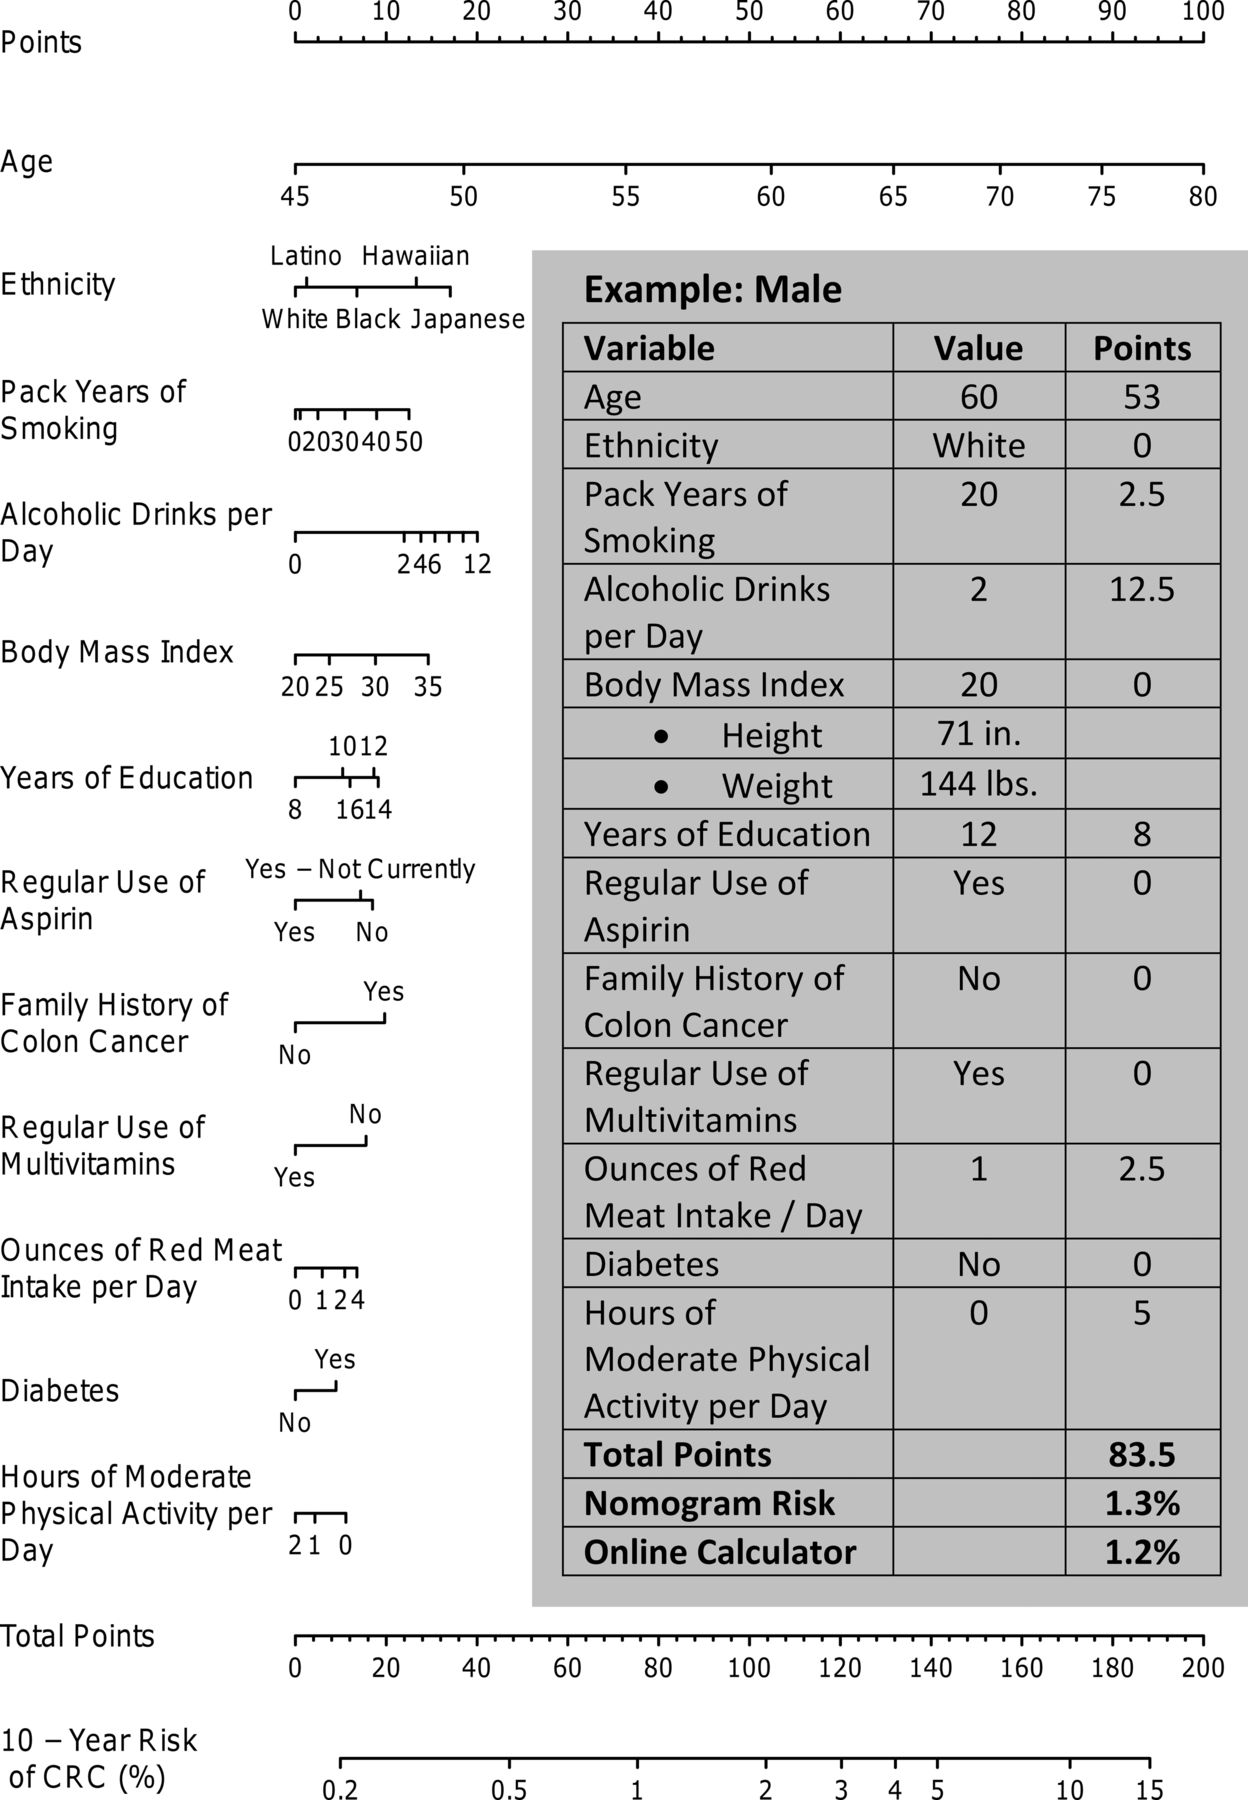 0 10 20 30 40 50 60 70 80 90 100
Points
Age
45 50 55 60 65 70 75 80
Latino Hawaiian
Ethnicity
White Black Japanese
Pack Years of
Smoking
0 20 30 40 50
Alcoholic Drinks per
Day
0 2 4 6 12
Body Mass Index
20 25 30 35
10 12
Years of Education
8 16 14
Yes – Not Currently
Regular Use of
Aspirin
Yes No
Yes
Family History of
Colon Cancer
No
No
Regular Use of
Multivitamins
Yes
Ounces of Red Meat
Intake per Day
0 1 2 4
Yes
Diabetes
No
Hours of Moderate
Physical Activity per
Day
2 1 0
Example: Male
Variable Value Points
Age 60 53
Ethnicity White 0
Pack Years of 20 2.5
Smoking
Alcoholic Drinks 2 12.5
per Day
Body Mass Index 20 0
• Height 71 in.
• Weight 144 lbs.
Years of Education 12 8
Regular Use of Yes 0
Aspirin
Family History of No 0
Colon Cancer
Regular Use of Yes 0
Multivitamins
Ounces of Red 1 2.5
Meat Intake / Day
Diabetes No 0
Hours of 0 5
Moderate Physical
Activity per Day
Total Points 83.5
Nomogram Risk 1.3%
Online Calculator 1.2%
Total Points
0 20 40 60 80 100 120 140 160 180 200
10 – Year Risk
of CRC (%)
0.2 0.5 1 2 3 4 5 10 15